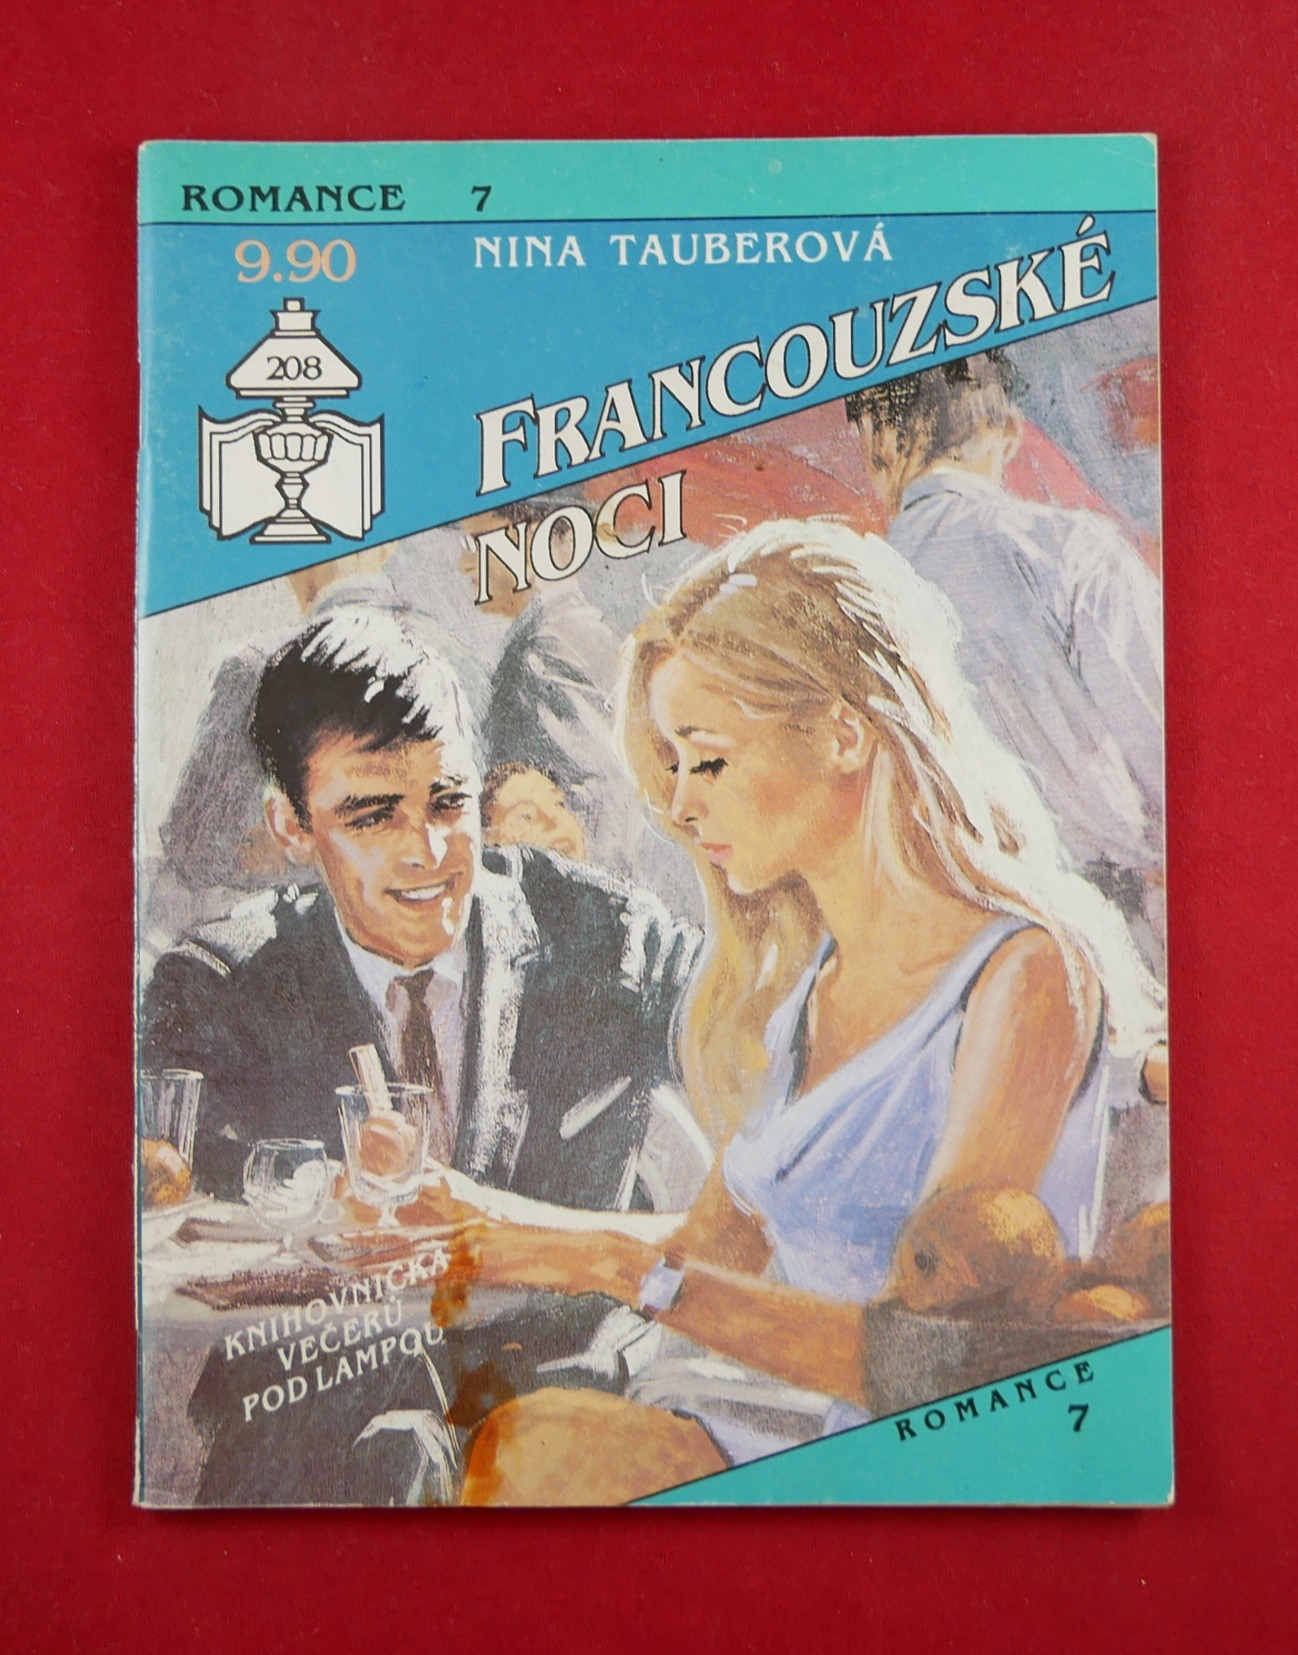 ROMANCE 7
9.90
NINA TAUBEROVÁ
208
FRANCOUZSKÉ
NOCI
KNIHOVNIČKA
VEČERŮ
POD LAMPOU
ROMANCE
7